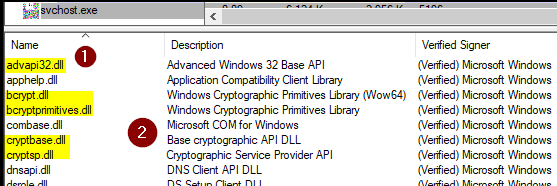 svchost.exe
Name Description Verified Signer
1
advapi32.dll Advanced Windows 32 Base API (Verified) Microsoft Windows
apphelp.dll Application Compatibility Client Library (Verified) Microsoft Windows
bcrypt.dll Windows Cryptographic Primitives Library (Wow64) (Verified) Microsoft Windows
bcryptprimitives.dll Windows Cryptographic Primitives Library (Verified) Microsoft Windows
combase.dll Microsoft COM for Windows (Verified) Microsoft Windows
2
cryptbase.dll Base cryptographic API DLL (Verified) Microsoft Windows
cryptsp.dll Cryptographic Service Provider API (Verified) Microsoft Windows
dnsapi.dll DNS Client API DLL (Verified) Microsoft Windows
dsrole.dll DS Setup Client DLL (Verified) Microsoft Windows